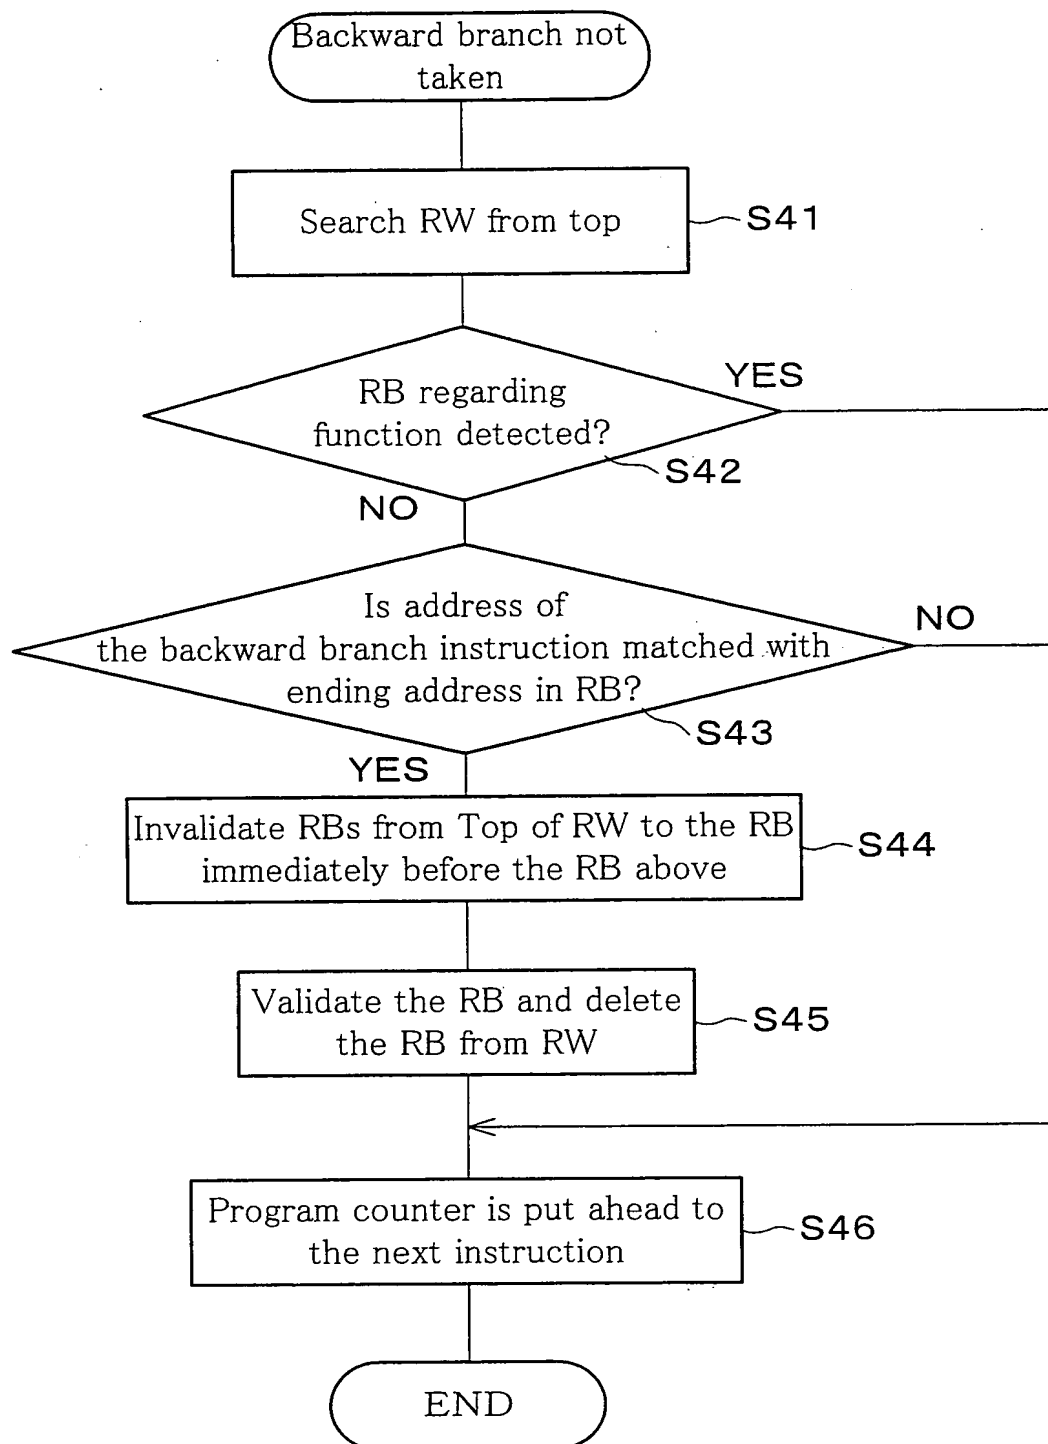 Backward branch not
taken
Search RW from top
S41
RB regarding
function detected?
YES
S42
NO
Is address of
the backward branch instruction matched with
ending address in RB?
NO
S43
YES
Invalidate RBs from Top of RW to the RB
immediately before the RB above
S44
Validate the RB and delete
the RB from RW
S45
Program counter is put ahead to
the next instruction
S46
END